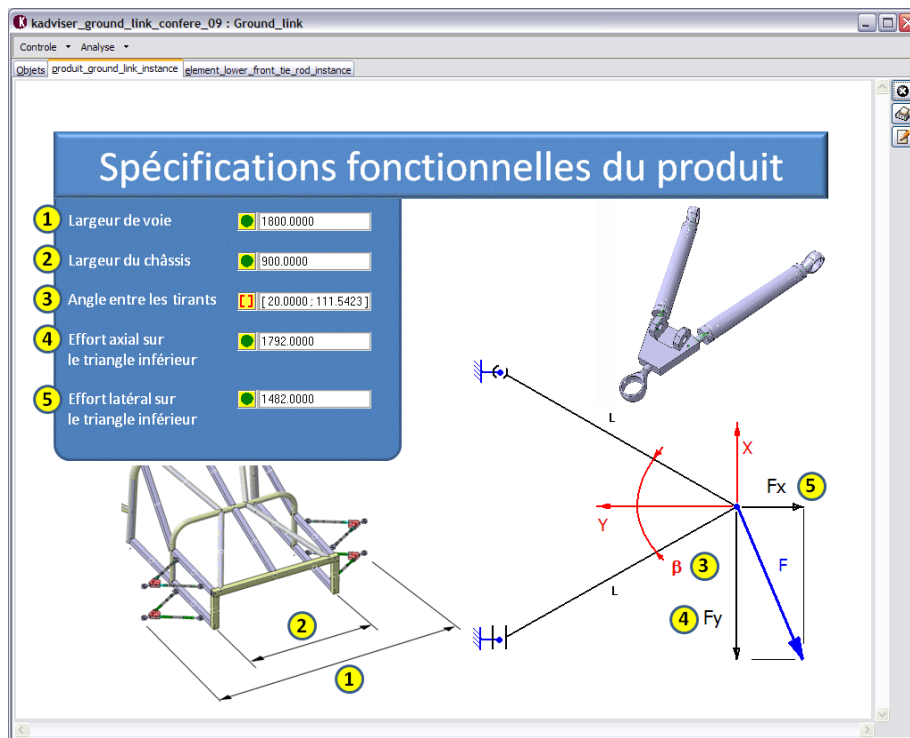 kadviser_ground_link_confere_09 : Ground_link
Controle Analyse
Objets produit_ground_link_instance element_lower_front_tie_rod_instance
Spécifications fonctionnelles du produit
1 Largeur de voie 1800.0000
2 Largeur du châssis 900.0000
3 Angle entre les tirants [ ] [ 20.0000 ; 111.5423 ]
4 Effort axial sur 1792.0000
le triangle inférieur
5 Effort latéral sur 1482.0000
le triangle inférieur
L
X
Fx 5
Y
β 3
F
L
4 Fy
2
1